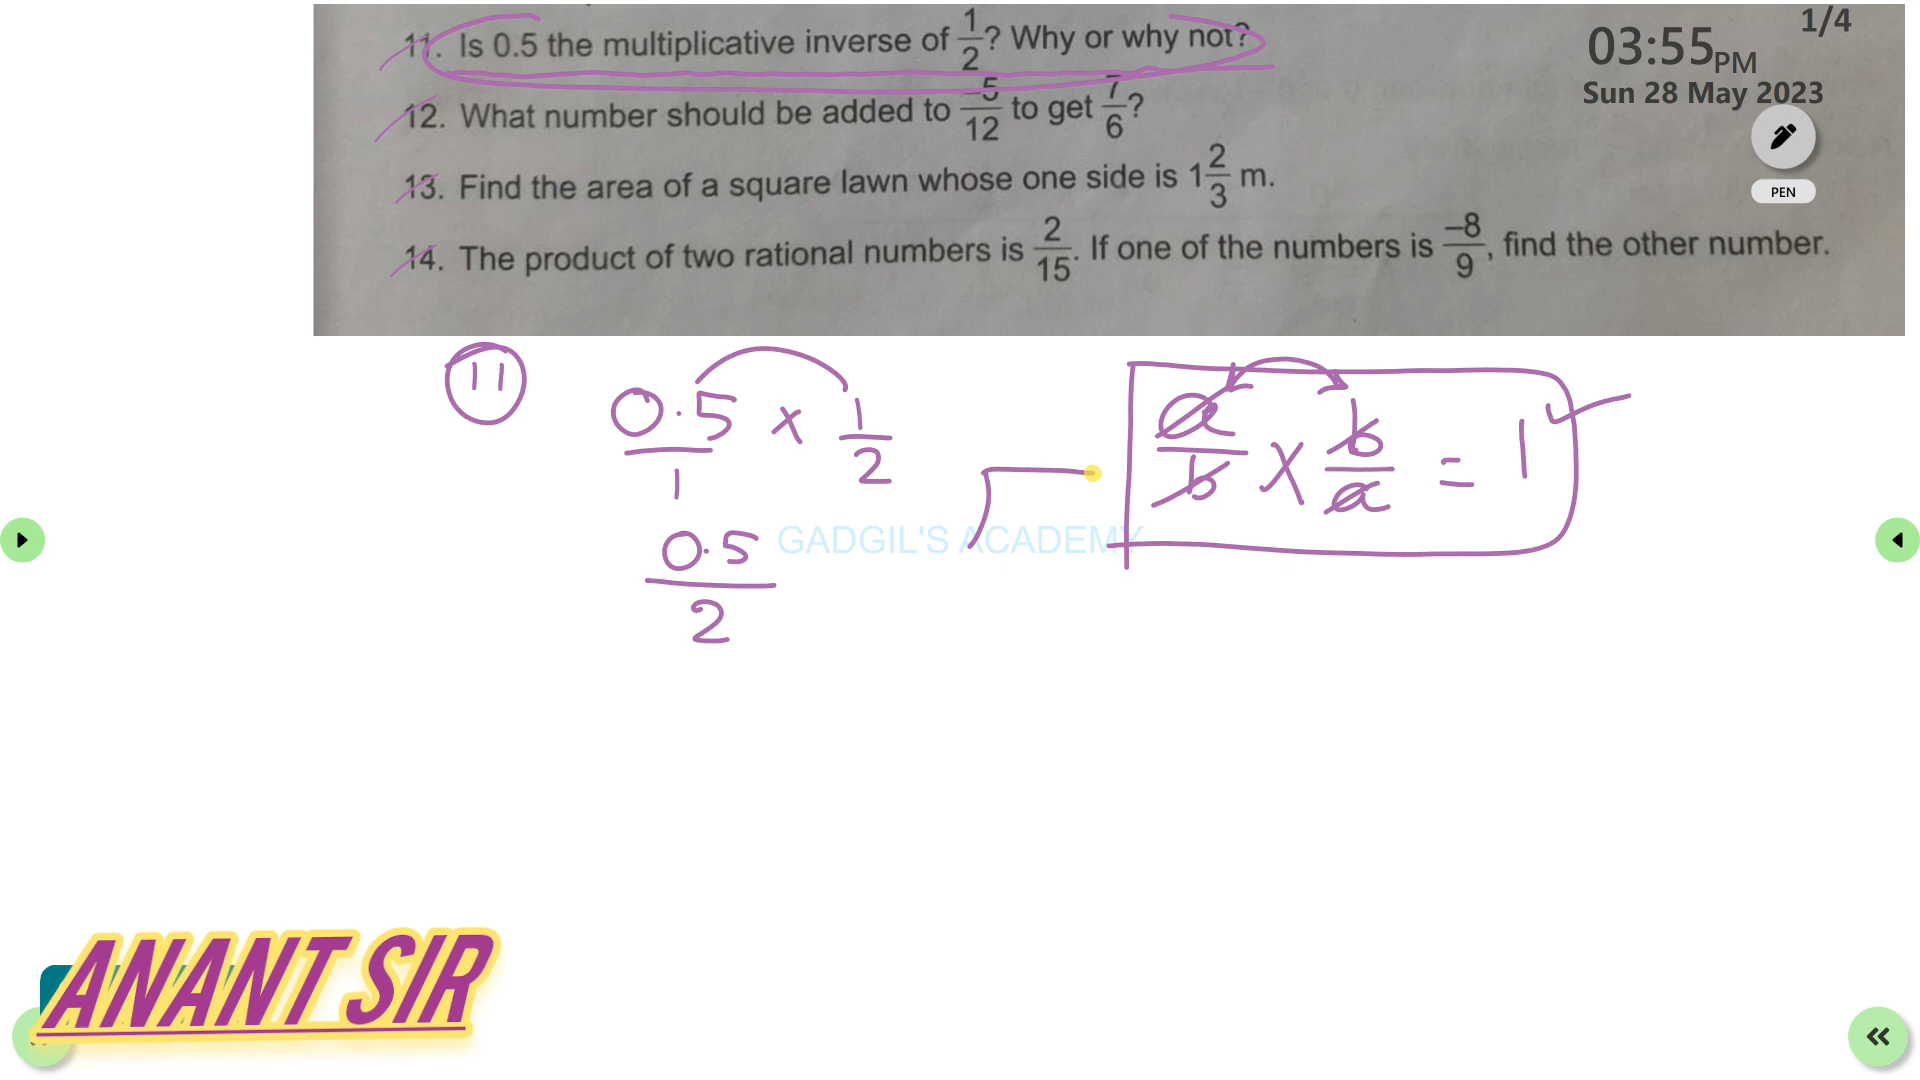 11. Is 0.5 the multiplicative inverse of 1/2? Why or why not?
12. What number should be added to -5/12 to get 7/6?
13. Find the area of a square lawn whose one side is 1 2/3 m.
14. The product of two rational numbers is 2/15. If one of the numbers is -8/9, find the other number.
1/4
03:55PM
Sun 28 May 2023
PEN
11
0.5/1 × 1/2
a/b × b/a = 1
0.5/2
GADGIL'S ACADEMY
ANANT SIR